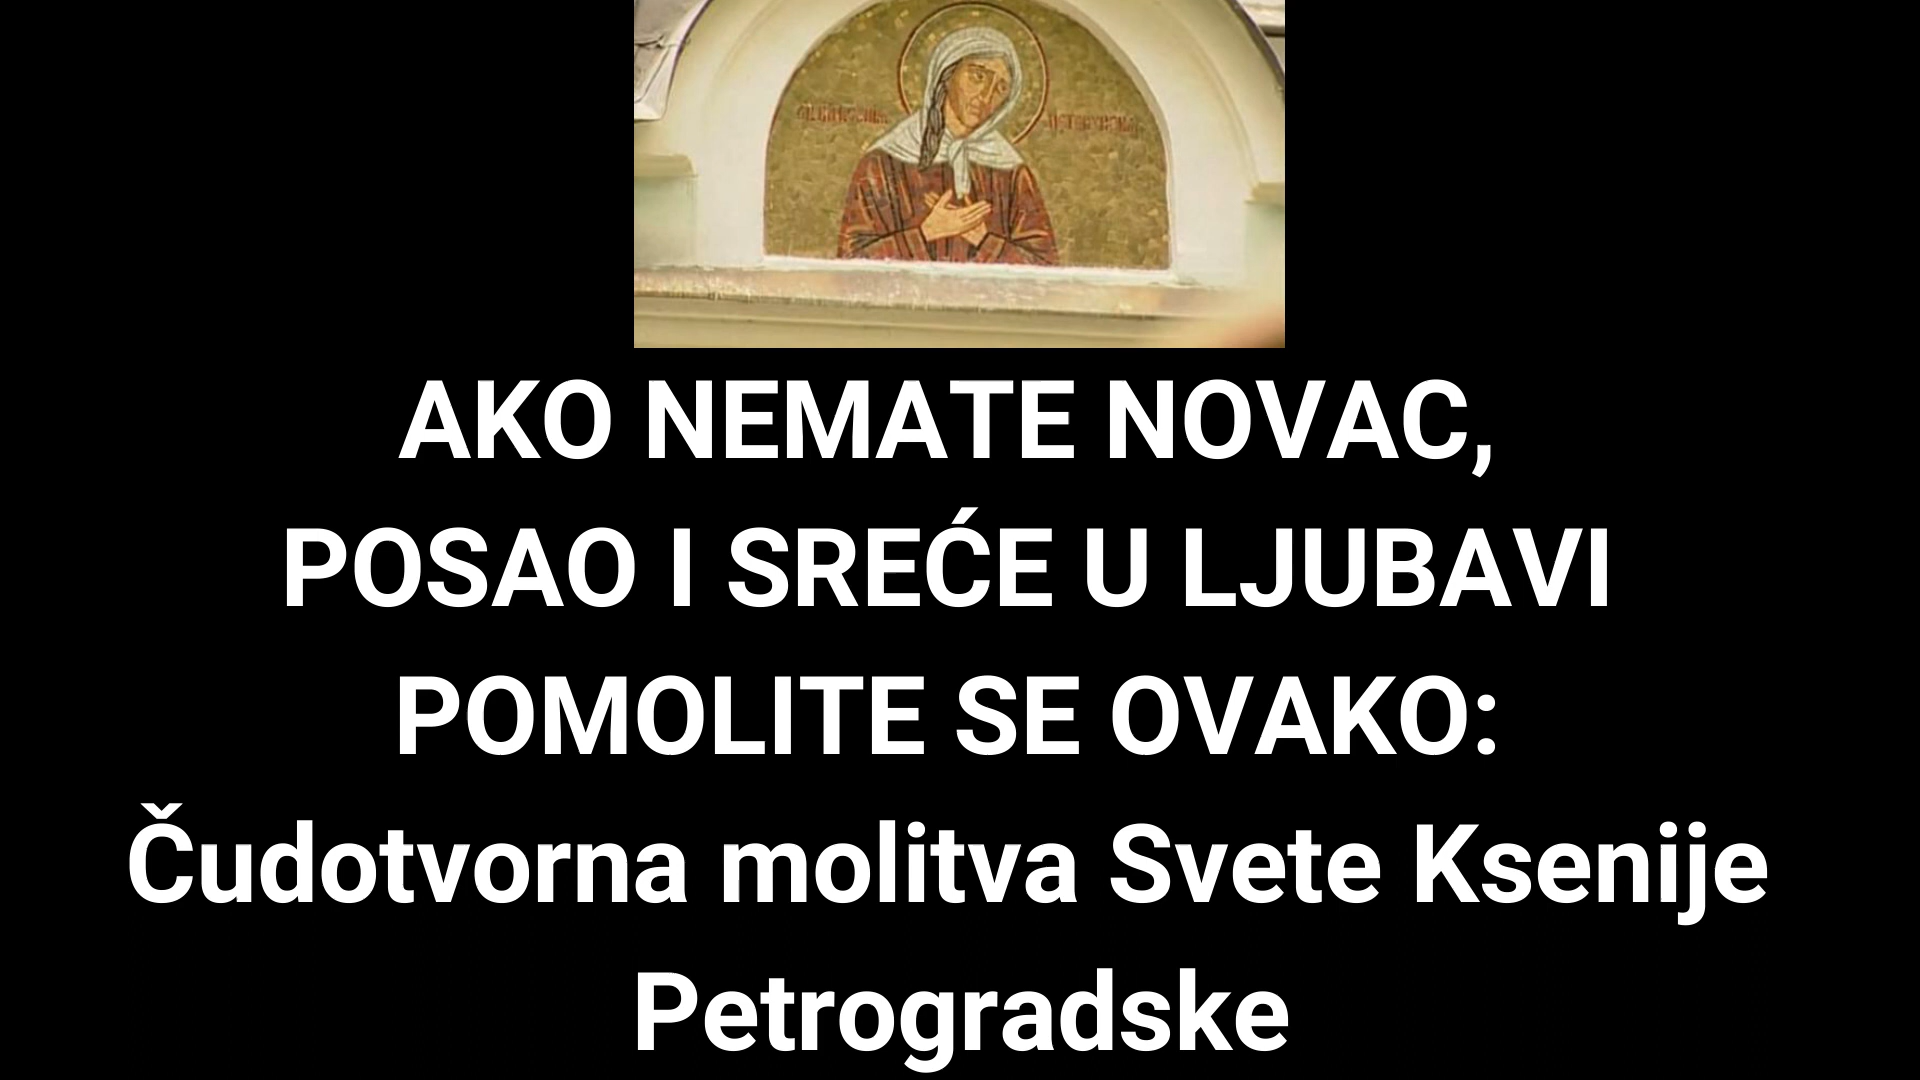 AKO NEMATE NOVAC,
POSAO I SREĆE U LJUBAVI
POMOLITE SE OVAKO:
Čudotvorna molitva Svete Ksenije
Petrogradske